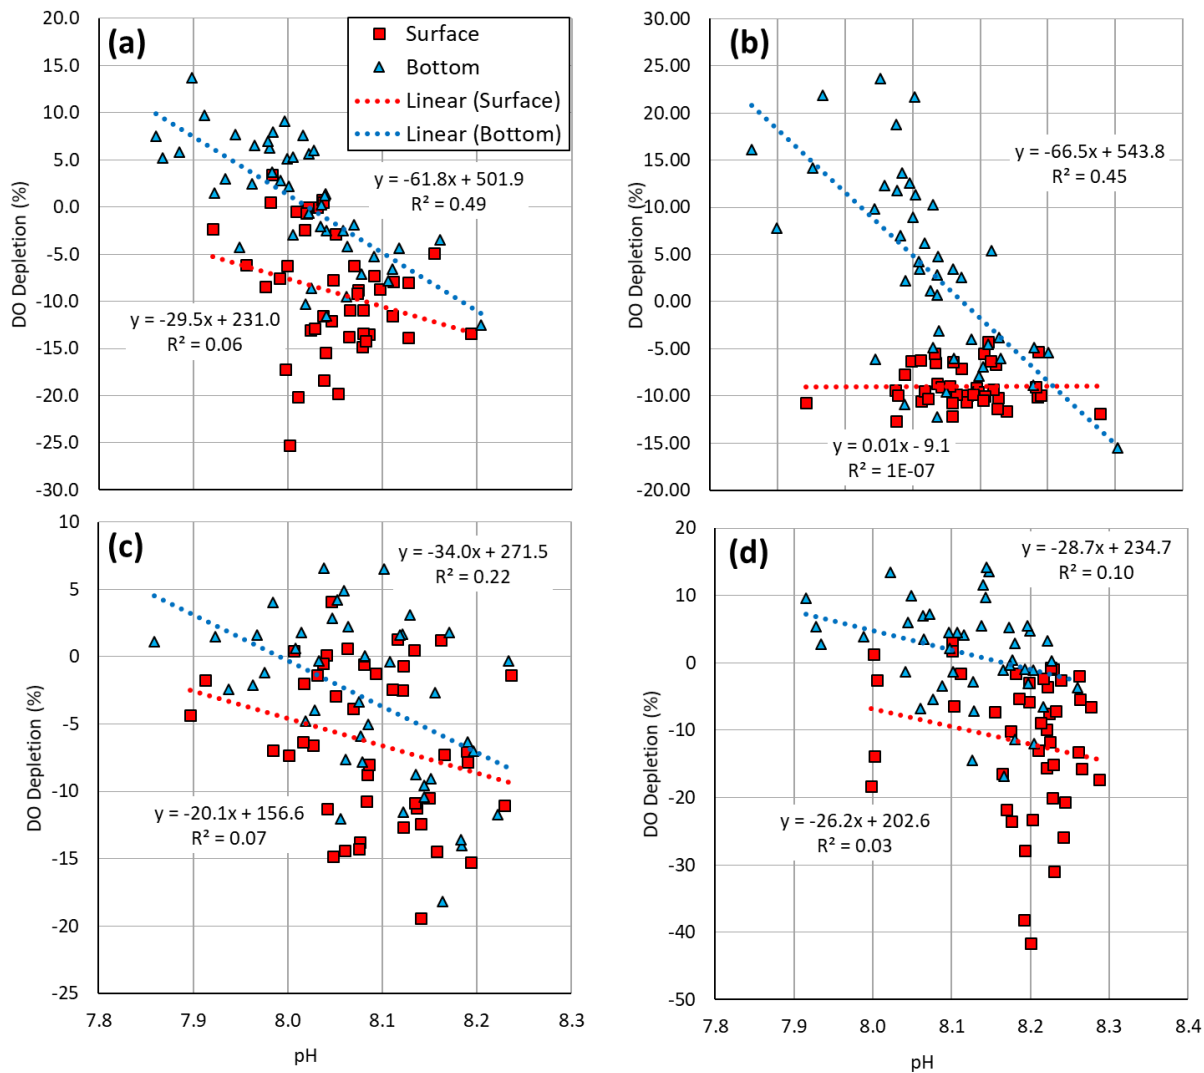 (a)
Surface
Bottom
Linear (Surface)
Linear (Bottom)
y = -61.8x + 501.9
R² = 0.49
y = -29.5x + 231.0
R² = 0.06
20.0
15.0
10.0
5.0
0.0
-5.0
-10.0
-15.0
-20.0
-25.0
-30.0
DO Depletion (%)
(b)
y = -66.5x + 543.8
R² = 0.45
y = 0.01x - 9.1
R² = 1E-07
30.00
25.00
20.00
15.00
10.00
5.00
0.00
-5.00
-10.00
-15.00
-20.00
DO Depletion (%)
(c)
y = -34.0x + 271.5
R² = 0.22
y = -20.1x + 156.6
R² = 0.07
10
5
0
-5
-10
-15
-20
-25
DO Depletion (%)
7.8 7.9 8.0 8.1 8.2 8.3
pH
(d)
y = -28.7x + 234.7
R² = 0.10
y = -26.2x + 202.6
R² = 0.03
20
10
0
-10
-20
-30
-40
-50
DO Depletion (%)
7.8 7.9 8.0 8.1 8.2 8.3 8.4
pH